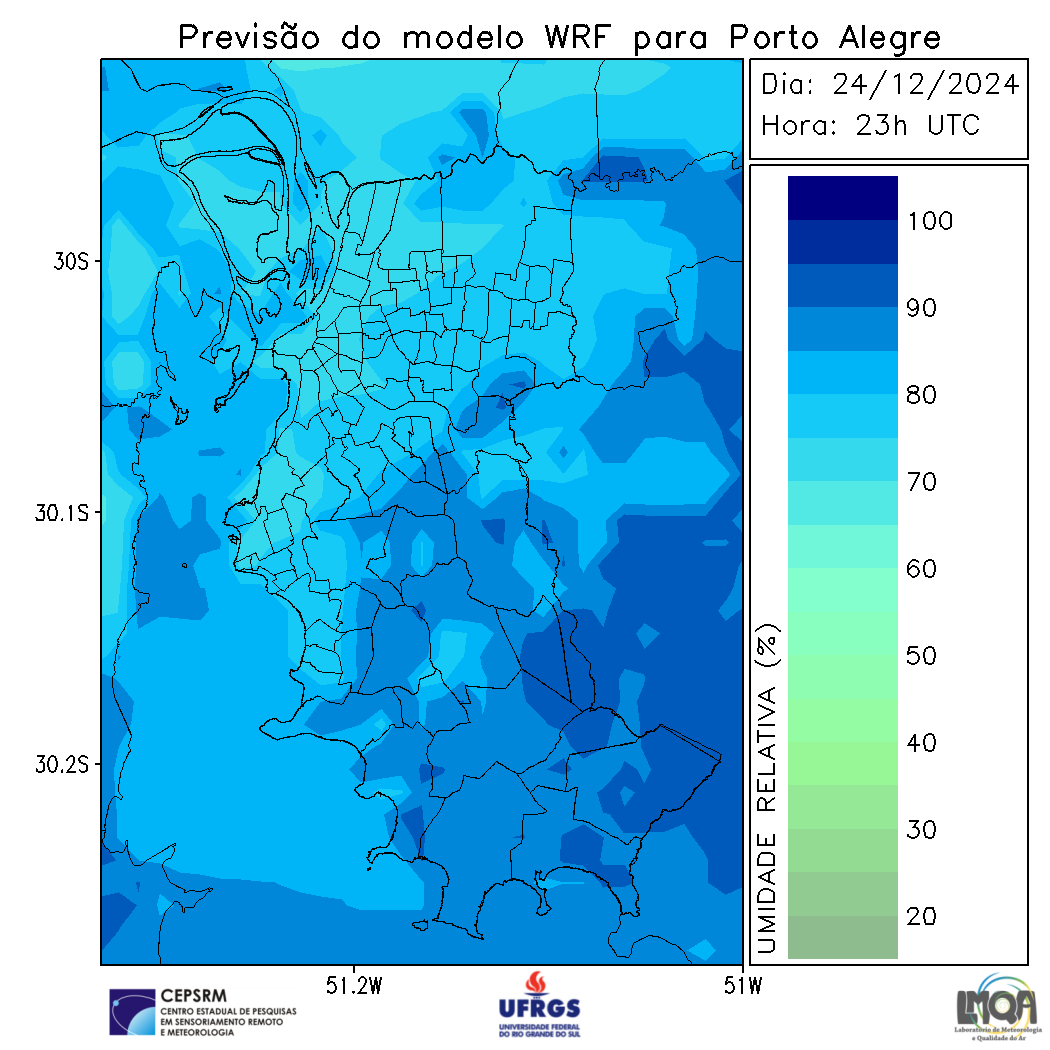 Previsão do modelo WRF para Porto Alegre
Dia: 24/12/2024
Hora: 23h UTC
30S
30.1S
30.2S
51.2W
51W
100
90
80
70
60
50
40
30
20
UMIDADE RELATIVA (%)
CEPSRM
CENTRO ESTADUAL DE PESQUISAS
EM SENSORIAMENTO REMOTO
E METEOROLOGIA
UFRGS
UNIVERSIDADE FEDERAL
DO RIO GRANDE DO SUL
LMQA
Laboratório de Meteorologia
e Qualidade do Ar